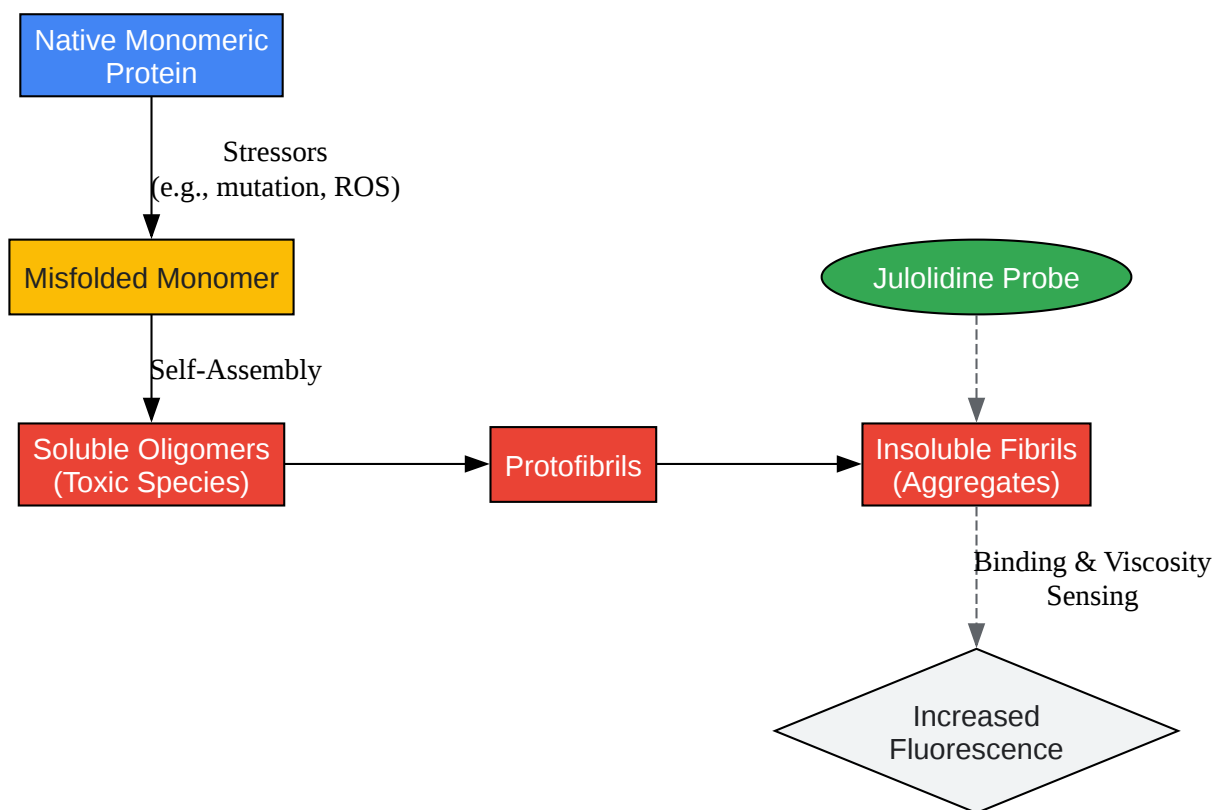 Native Monomeric
Protein
Stressors
(e.g., mutation, ROS)
Misfolded Monomer
Julolidine Probe
Self-Assembly
Soluble Oligomers
(Toxic Species)
Protofibrils
Insoluble Fibrils
(Aggregates)
Binding & Viscosity
Sensing
Increased
Fluorescence